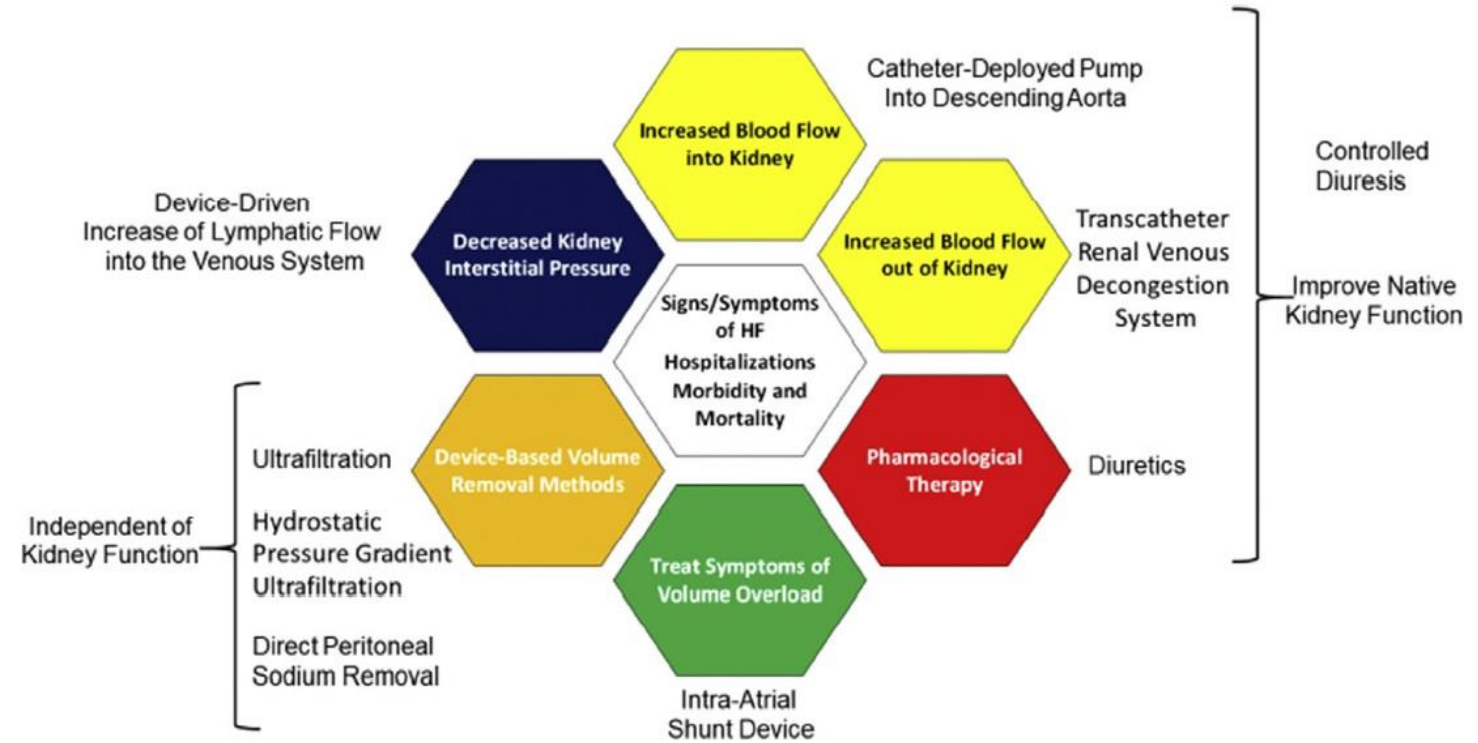 Catheter-Deployed Pump
Into Descending Aorta
Increased Blood Flow
into Kidney
Controlled
Diuresis
Device-Driven
Increase of Lymphatic Flow
into the Venous System
Decreased Kidney
Interstitial Pressure
Increased Blood Flow
out of Kidney
Transcatheter
Renal Venous
Decongestion
System
Improve Native
Kidney Function
Signs/Symptoms
of HF
Hospitalizations
Morbidity and
Mortality
Independent of
Kidney Function
Ultrafiltration
Hydrostatic
Pressure Gradient
Ultrafiltration
Direct Peritoneal
Sodium Removal
Device-Based Volume
Removal Methods
Pharmacological
Therapy
Diuretics
Treat Symptoms of
Volume Overload
Intra-Atrial
Shunt Device